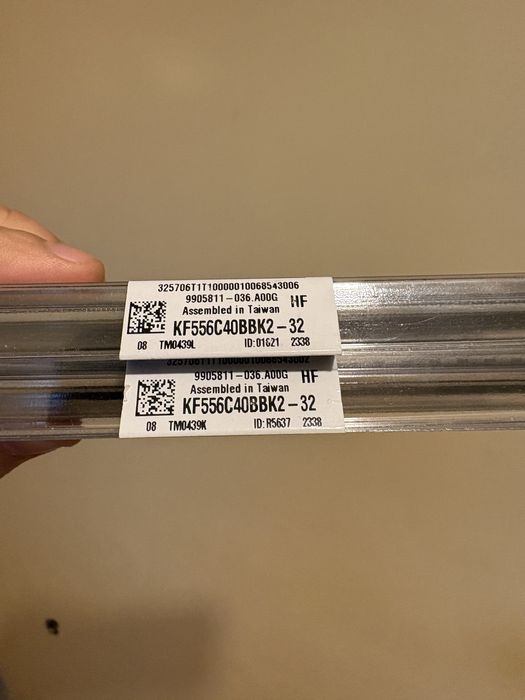 325706T1T10000010068543006
9905811-036.A00G HF
Assembled in Taiwan
KF556C40BBK2-32
08 TM0439L ID:01G21 2338
325706T1T10000010068543002
9905811-036.A00G HF
Assembled in Taiwan
KF556C40BBK2-32
08 TM0439K ID:R5637 2338